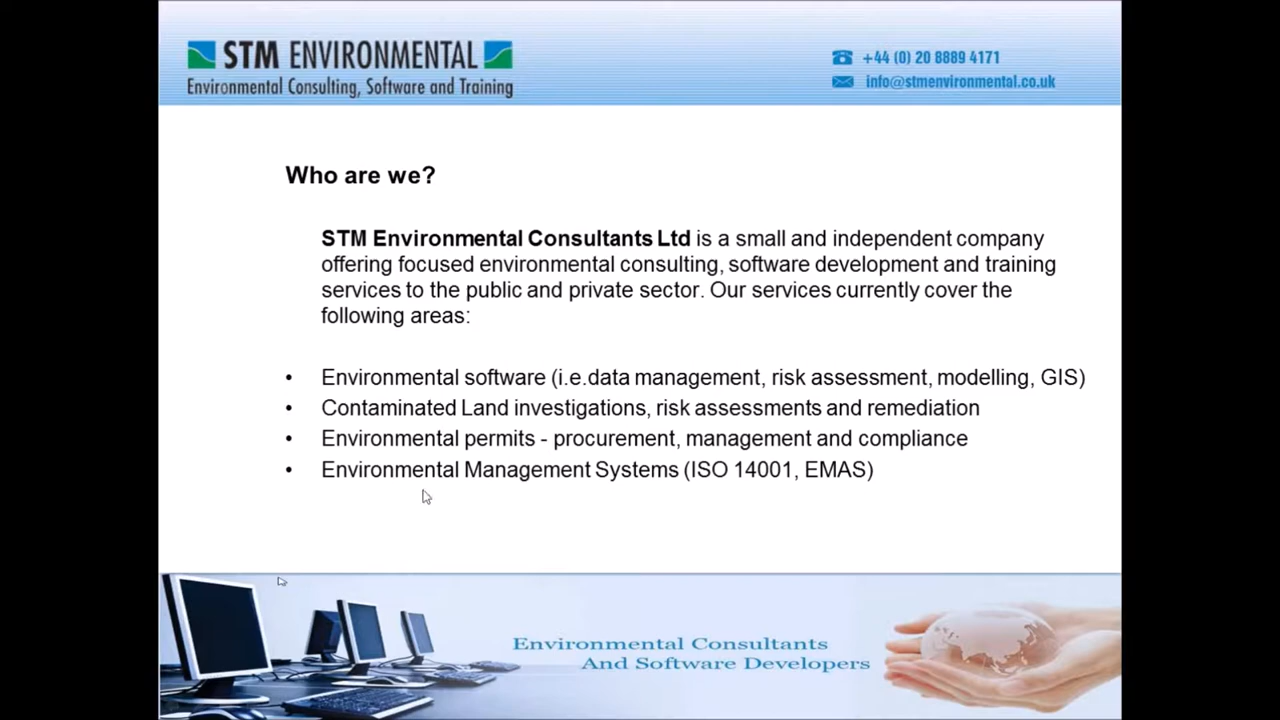 STM ENVIRONMENTAL
Environmental Consulting, Software and Training
+44 (0) 20 8889 4171
info@stmenvironmental.co.uk
Who are we?
STM Environmental Consultants Ltd is a small and independent company
offering focused environmental consulting, software development and training
services to the public and private sector. Our services currently cover the
following areas:
• Environmental software (i.e.data management, risk assessment, modelling, GIS)
• Contaminated Land investigations, risk assessments and remediation
• Environmental permits - procurement, management and compliance
• Environmental Management Systems (ISO 14001, EMAS)
Environmental Consultants
And Software Developers